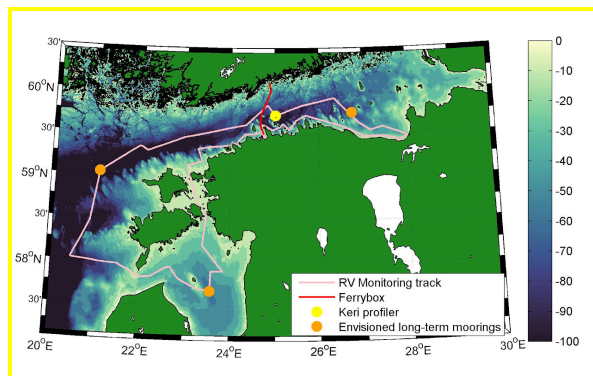 30'
60°N
30'
59°N
30'
58°N
30'
20°E
22°E
24°E
26°E
28°E
30°E
RV Monitoring track
Ferrybox
Keri profiler
Envisioned long-term moorings
0
-10
-20
-30
-40
-50
-60
-70
-80
-90
-100